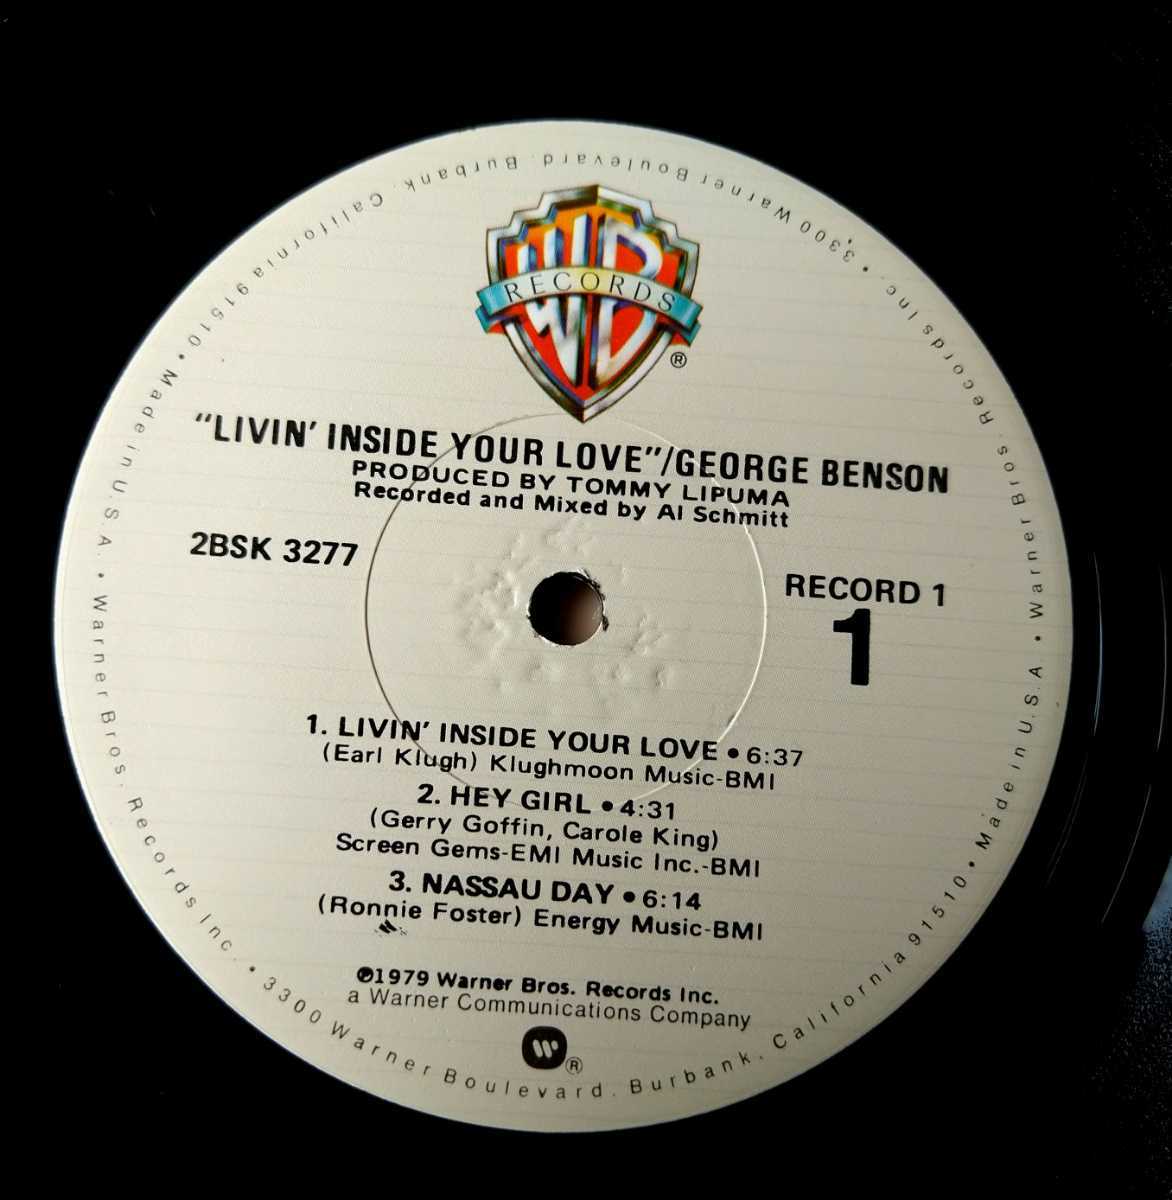 WB
RECORDS
®
"LIVIN' INSIDE YOUR LOVE"/GEORGE BENSON
PRODUCED BY TOMMY LIPUMA
Recorded and Mixed by Al Schmitt
2BSK 3277
RECORD 1
1
1. LIVIN' INSIDE YOUR LOVE • 6:37
(Earl Klugh) Klughmoon Music-BMI
2. HEY GIRL • 4:31
(Gerry Goffin, Carole King)
Screen Gems-EMI Music Inc.-BMI
3. NASSAU DAY • 6:14
(Ronnie Foster) Energy Music-BMI
℗1979 Warner Bros. Records Inc.
a Warner Communications Company
W®
• Warner Bros. Records Inc. • 3300 Warner Boulevard. Burbank. California 91510 • Made in U.S.A. • Warner Bros. Records Inc. • 3300 Warner Boulevard. Burbank. California 91510 • Made in U.S.A.